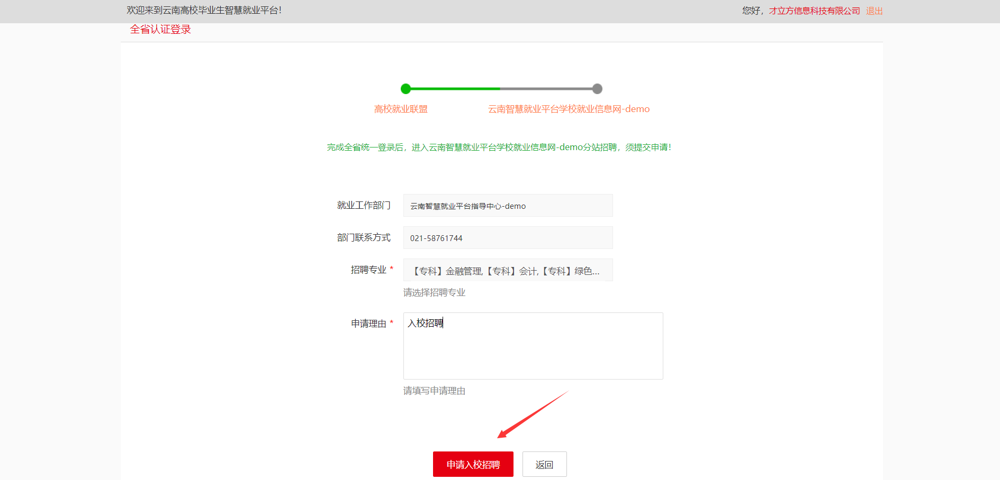 欢迎来到云南高校毕业生智慧就业平台!
您好，才立方信息科技有限公司 退出
全省认证登录
高校就业联盟
云南智慧就业平台学校就业信息网-demo
完成全省统一登录后，进入云南智慧就业平台学校就业信息网-demo分站招聘，须提交申请!
就业工作部门
云南智慧就业平台指导中心-demo
部门联系方式
021-58761744
招聘专业 *
【专科】金融管理,【专科】会计,【专科】绿色...
请选择招聘专业
申请理由 *
入校招聘
请填写申请理由
申请入校招聘
返回